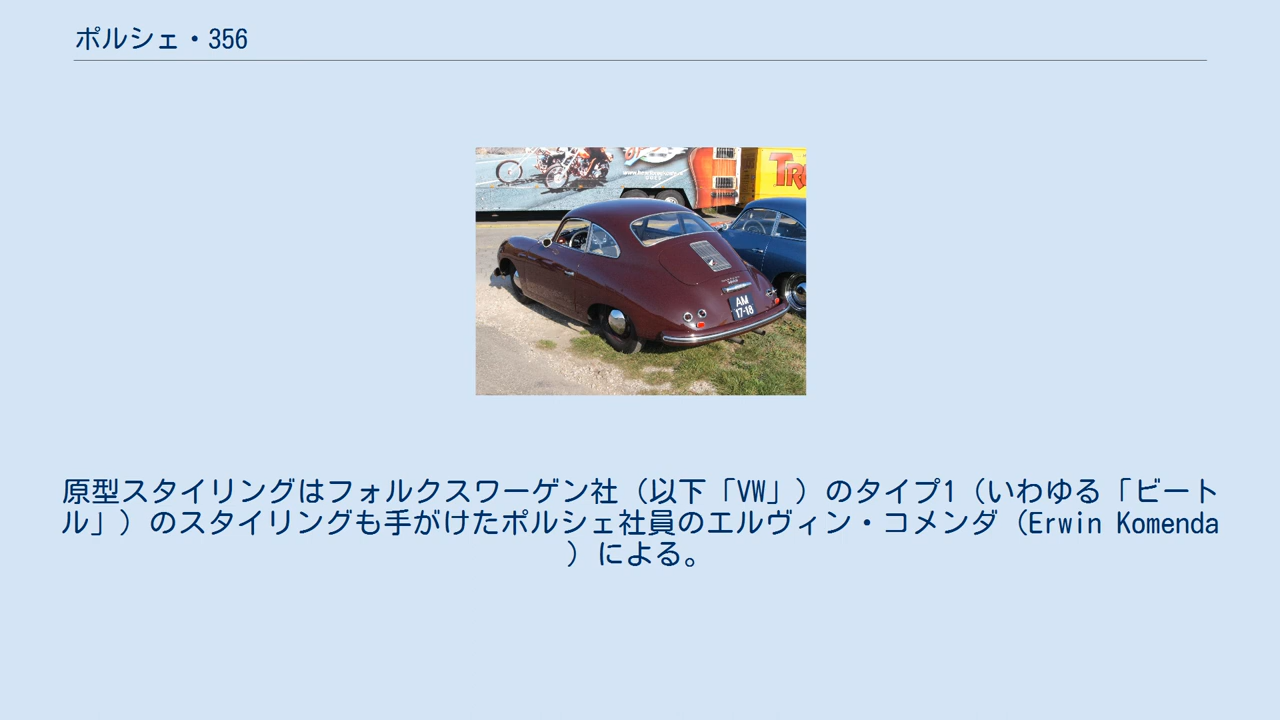 ポルシェ・356
TR
AM
17-18
原型スタイリングはフォルクスワーゲン社（以下「VW」）のタイプ1（いわゆる「ビート
ル」）のスタイリングも手がけたポルシェ社員のエルヴィン・コメンダ（Erwin Komenda
）による。